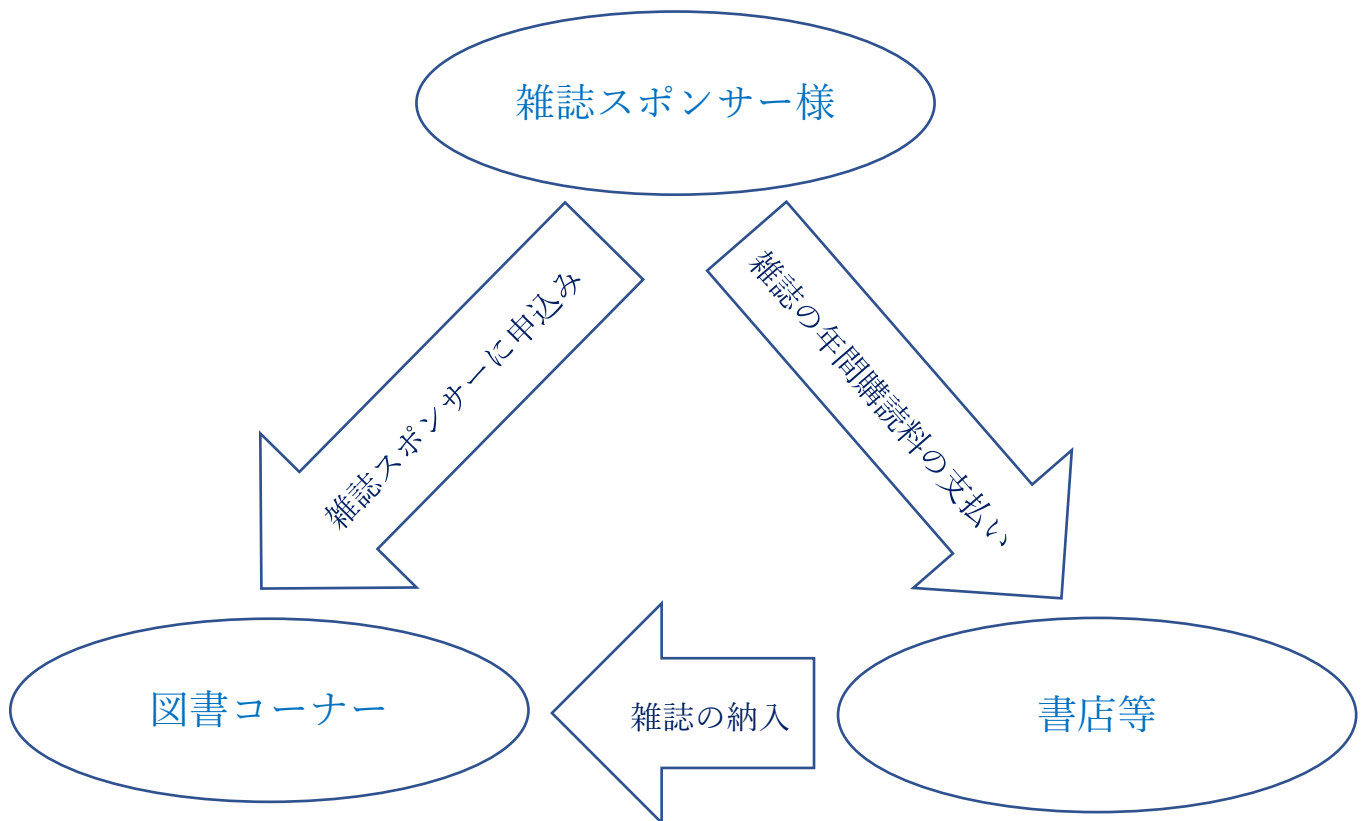 雑誌スポンサー様
雑誌スポンサーに申込み
雑誌の年間購読料の支払い
図書コーナー
雑誌の納入
書店等